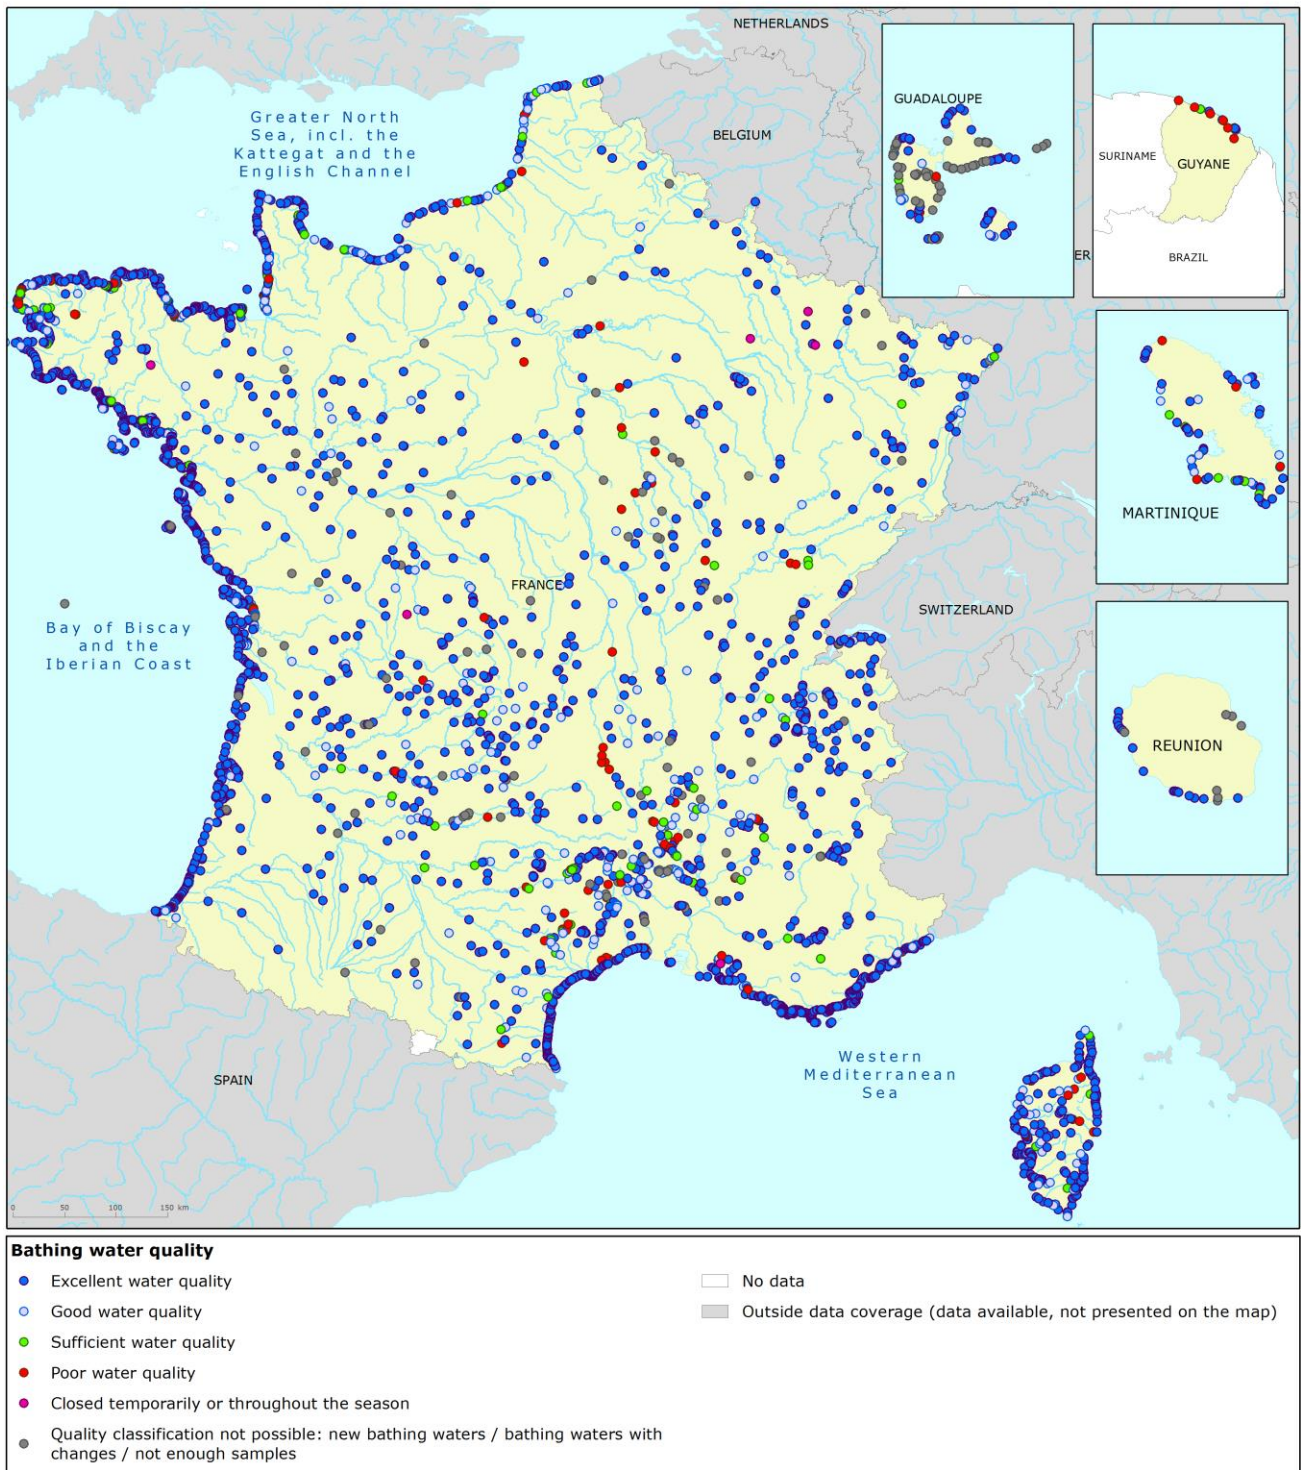 NETHERLANDS
Greater North
Sea, incl. the
Kattegat and the
English Channel
BELGIUM
GUADALOUPE
ER
SURINAME
GUYANE
BRAZIL
MARTINIQUE
FRANCE
SWITZERLAND
Bay of Biscay
and the
Iberian Coast
REUNION
SPAIN
Western
Mediterranean
Sea
0 50 100 150 km
Bathing water quality
Excellent water quality
Good water quality
Sufficient water quality
Poor water quality
Closed temporarily or throughout the season
Quality classification not possible: new bathing waters / bathing waters with
changes / not enough samples
No data
Outside data coverage (data available, not presented on the map)